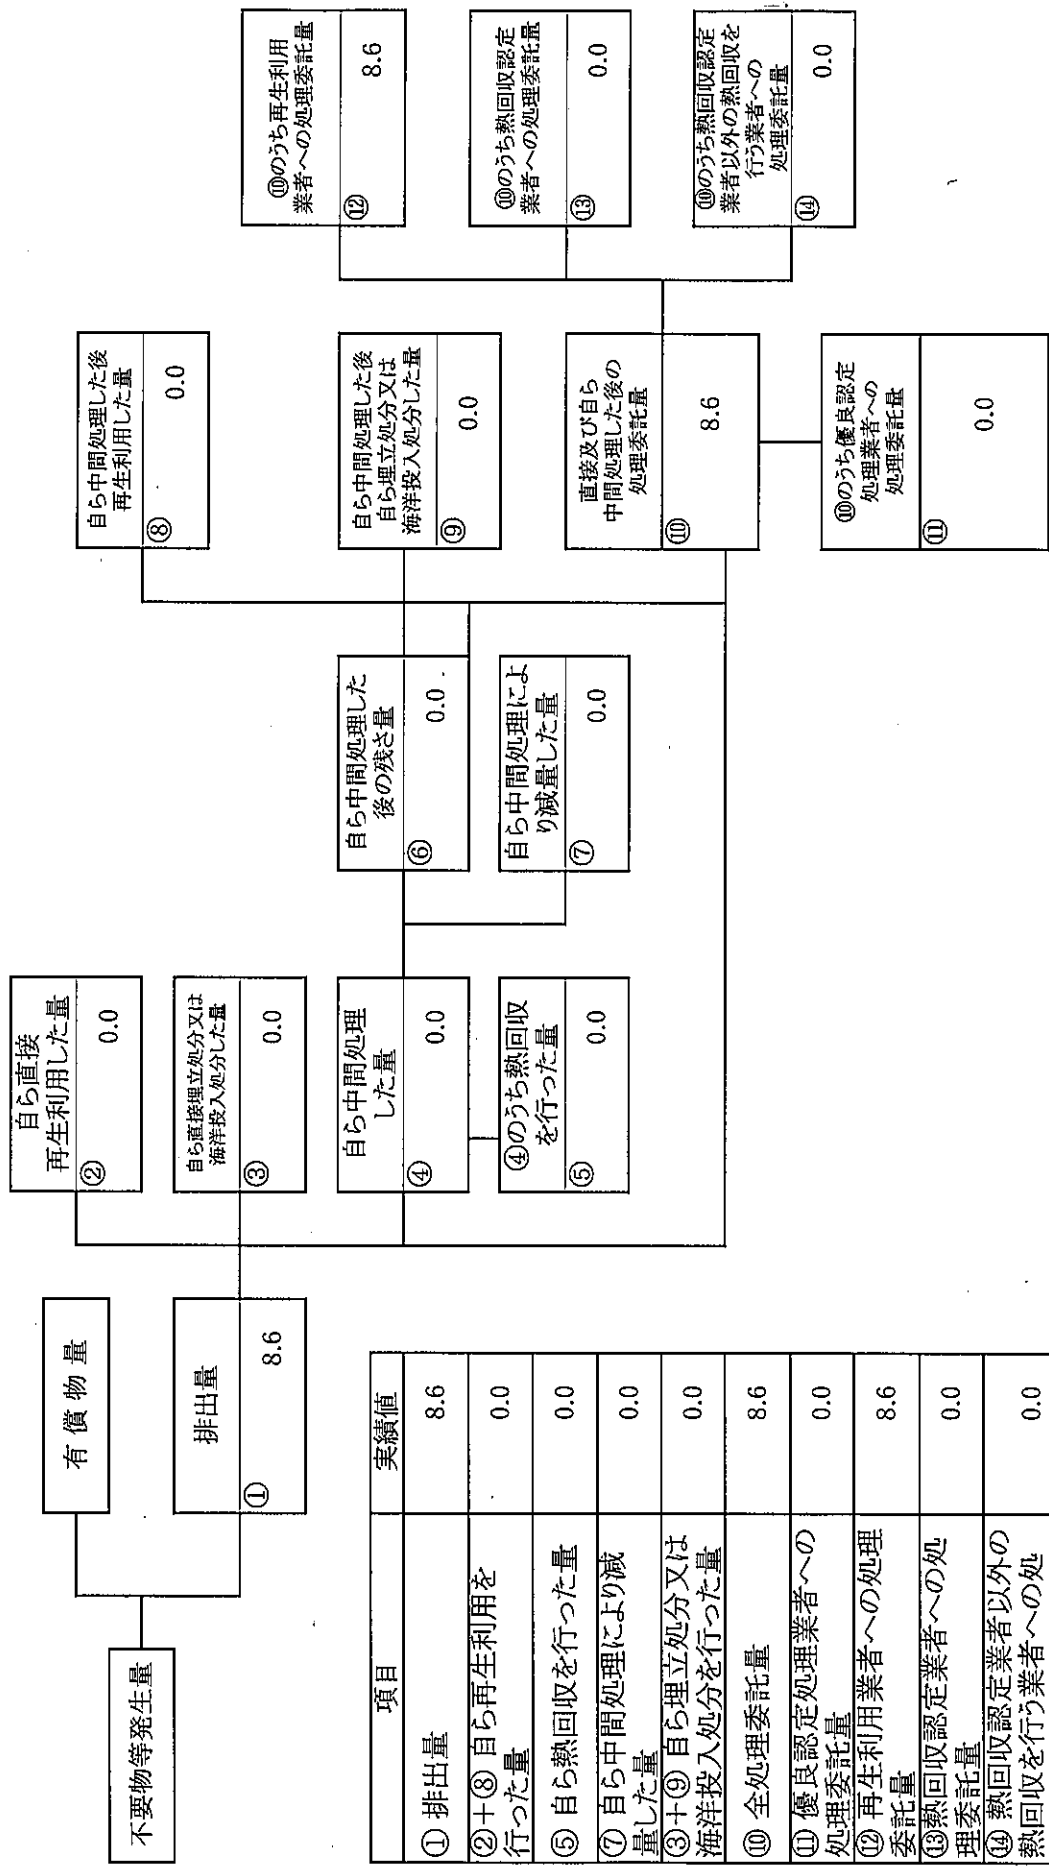 不要物等発生量
有償物量
排出量
① 8.6
自ら直接
再生利用した量
② 0.0
自ら直接埋立処分又は
海洋投入処分した量
③ 0.0
自ら中間処理
した量
④ 0.0
④のうち熱回収
を行った量
⑤ 0.0
自ら中間処理した
後の残さ量
⑥ 0.0
自ら中間処理によ
り減量した量
⑦ 0.0
自ら中間処理した後
再生利用した量
⑧ 0.0
自ら中間処理した後
自ら埋立処分又は
海洋投入処分した量
⑨ 0.0
直接及び自ら
中間処理した後の
処理委託量
⑩ 8.6
⑩のうち優良認定
処理業者への
処理委託量
⑪ 0.0
⑩のうち再生利用
業者への処理委託量
⑫ 8.6
⑩のうち熱回収認定
業者への処理委託量
⑬ 0.0
⑩のうち熱回収認定
業者以外の熱回収を
行う業者への
処理委託量
⑭ 0.0
項目 実績値
① 排出量 8.6
②+⑧ 自ら再生利用を
行った量 0.0
⑤ 自ら熱回収を行った量 0.0
⑦ 自ら中間処理により減
量した量 0.0
③+⑨ 自ら埋立処分又は
海洋投入処分を行った量 0.0
⑩ 全処理委託量 8.6
⑪ 優良認定処理業者への
処理委託量 0.0
⑫ 再生利用業者への処理
委託量 8.6
⑬熱回収認定業者への処
理委託量 0.0
⑭ 熱回収認定業者以外の
熱回収を行う業者への処 0.0